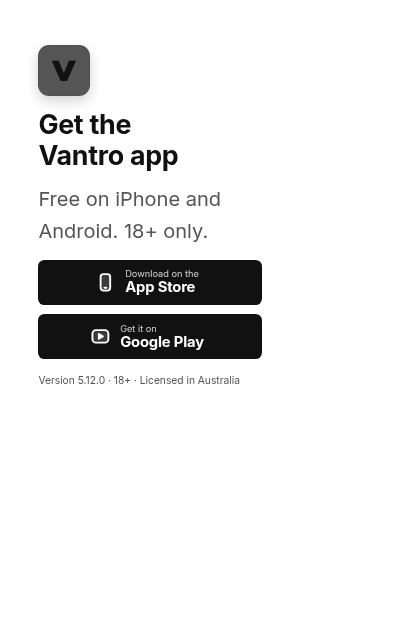 V
Get the
Vantro app
Free on iPhone and
Android. 18+ only.
Download on the
App Store
Get it on
Google Play
Version 5.12.0 · 18+ · Licensed in Australia